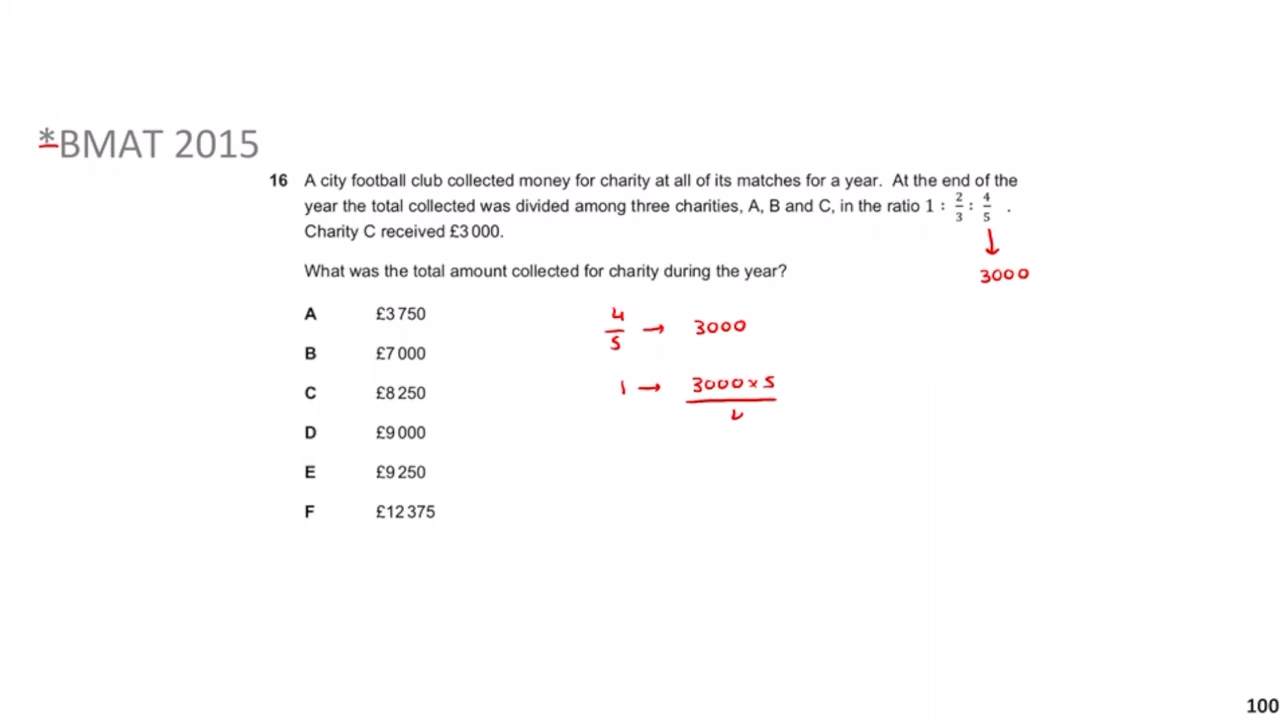 *BMAT 2015
16 A city football club collected money for charity at all of its matches for a year. At the end of the
year the total collected was divided among three charities, A, B and C, in the ratio 1 : 2/3 : 4/5 .
Charity C received £3 000.
3000
What was the total amount collected for charity during the year?
A £3 750
B £7 000
C £8 250
D £9 000
E £9 250
F £12 375
4/5 → 3000
1 → 3000 × 5 / 4
100